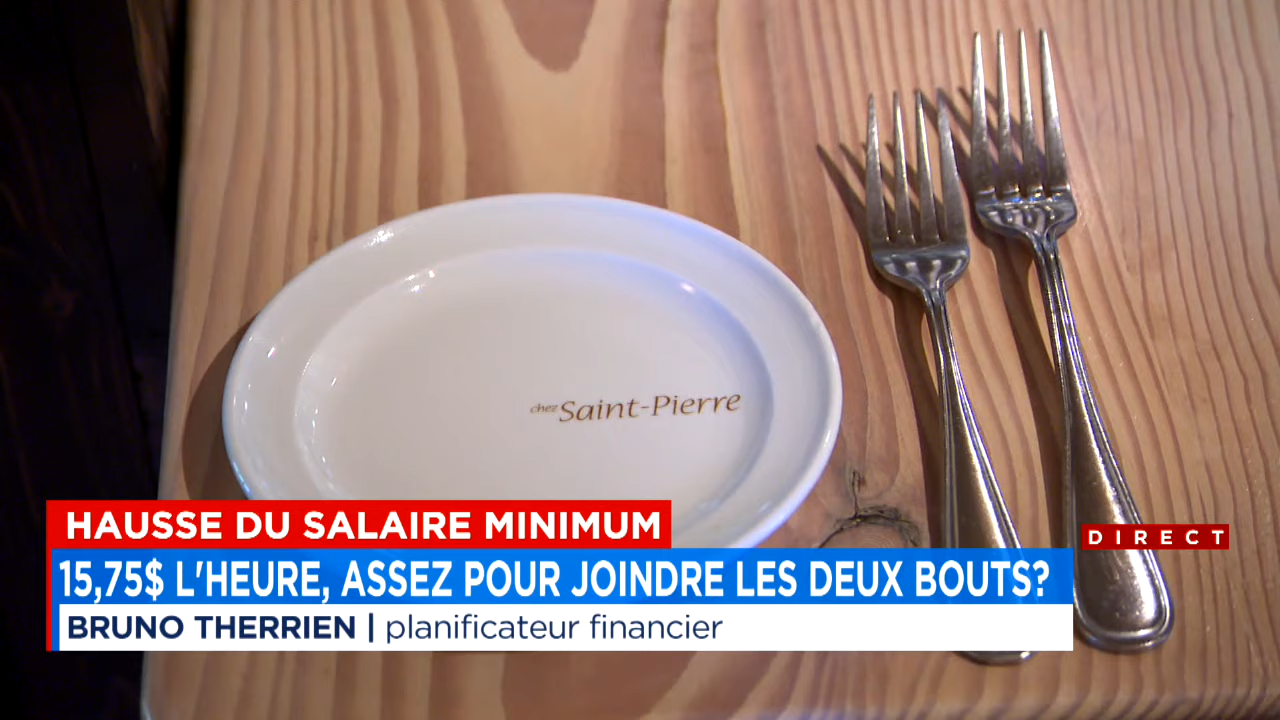 chez Saint-Pierre
HAUSSE DU SALAIRE MINIMUM
DIRECT
15,75$ L'HEURE, ASSEZ POUR JOINDRE LES DEUX BOUTS?
BRUNO THERRIEN | planificateur financier